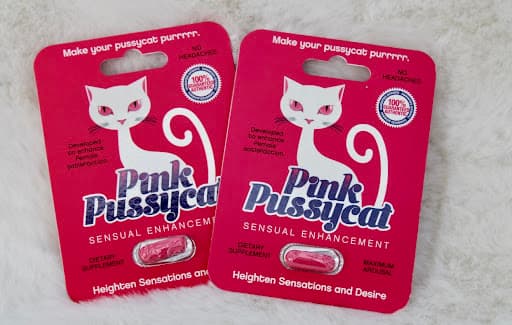 Make your pussycat purrrrr.
NO
HEADACHES
100%
GUARANTEED
AUTHENTIC
Developed
to enhance
Female
satisfaction.
Pink
Pussycat
SENSUAL ENHANCEMENT
DIETARY
SUPPLEMENT
Heighten Sensations and
Make your pussycat purrrrr.
NO
HEADACHES
100%
GUARANTEED
AUTHENTIC
Developed
to enhance
Female
satisfaction.
Pink
Pussycat
SENSUAL ENHANCEMENT
DIETARY
SUPPLEMENT
MAXIMUM
AROUSAL
Heighten Sensations and Desire